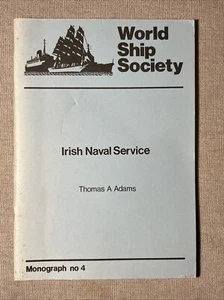 World
Ship
Society
Irish Naval Service
Thomas A Adams
Monograph no 4